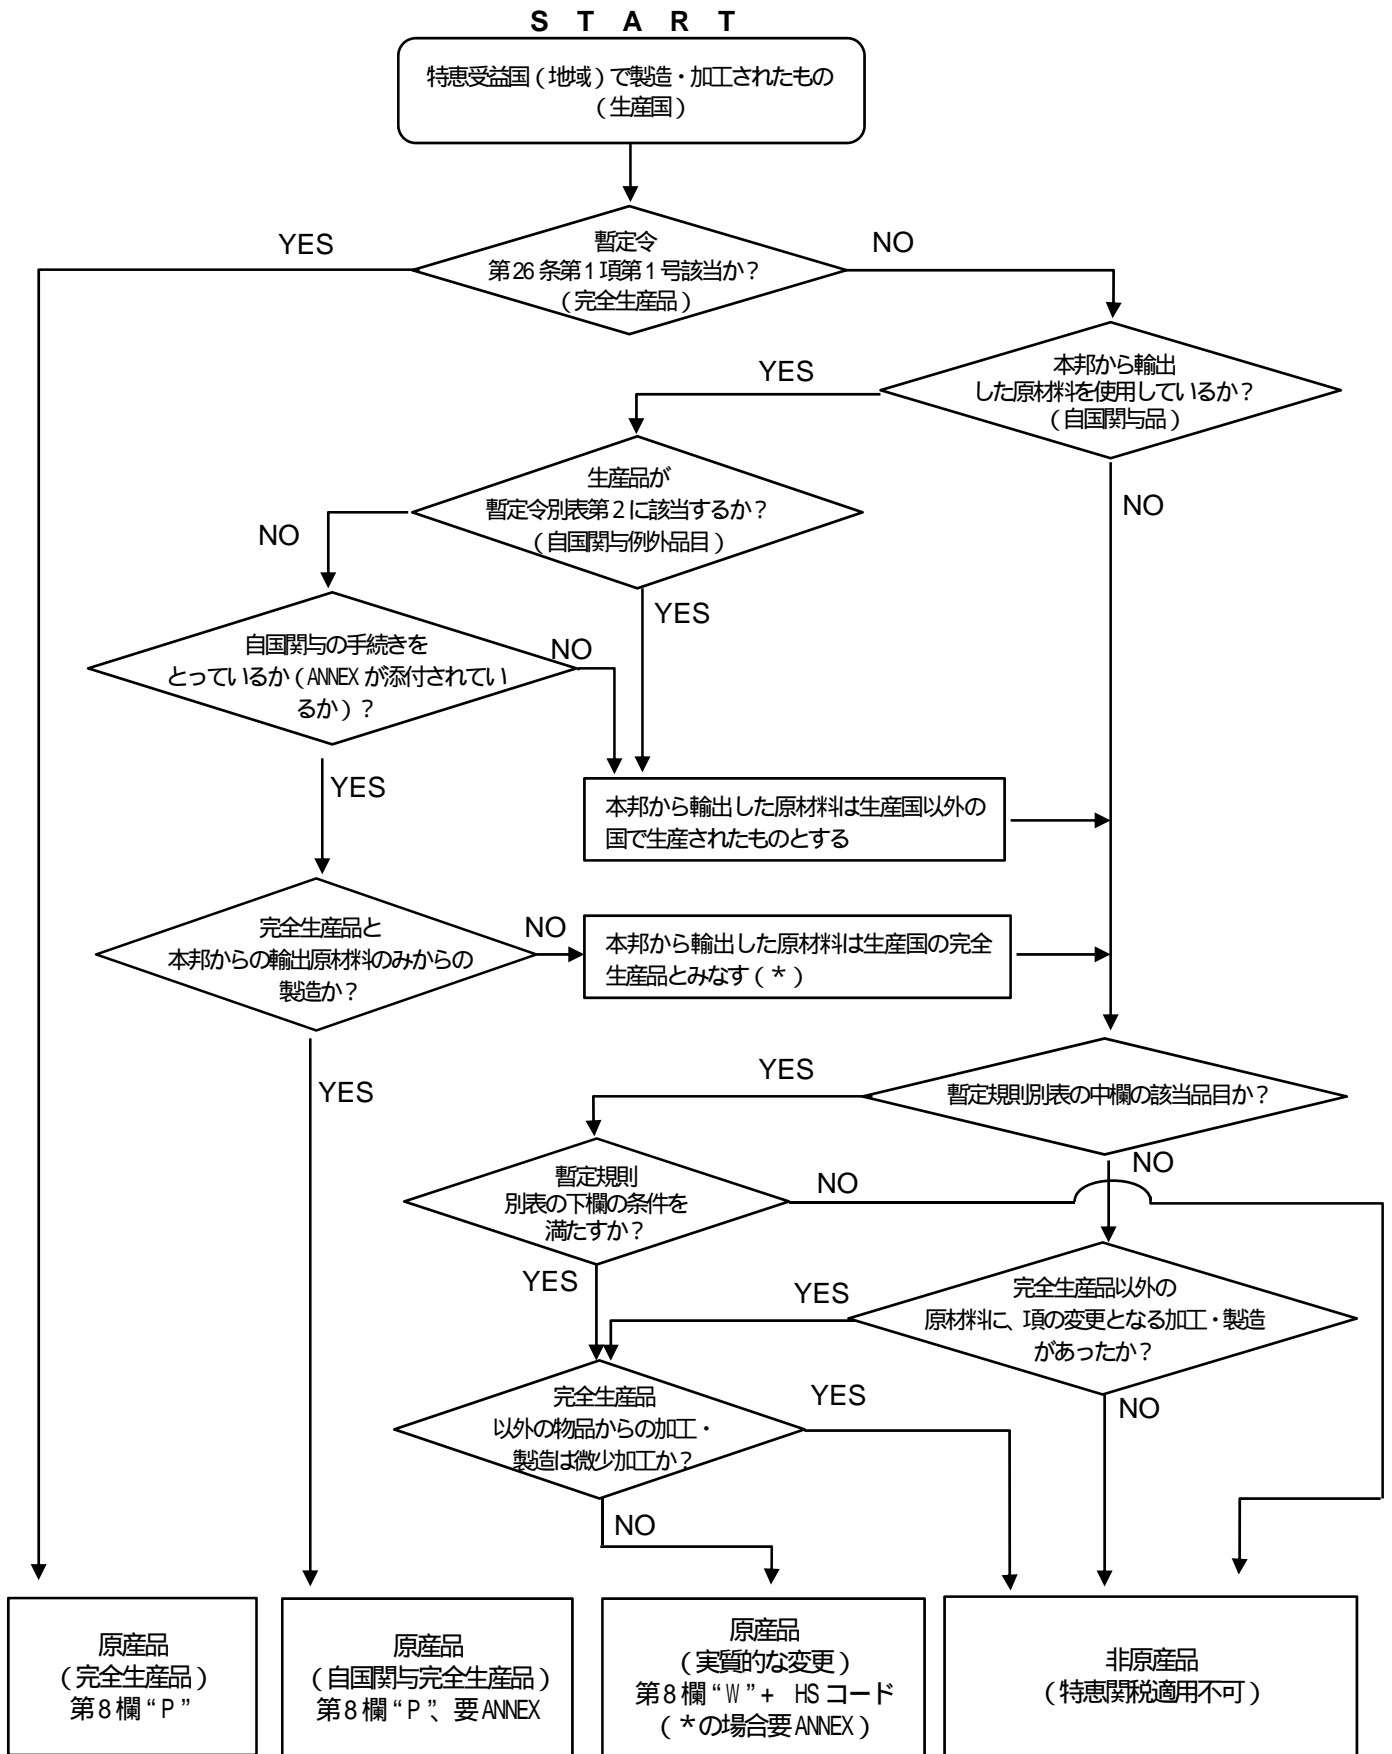 S T A R T
特恵受益国(地域)で製造・加工されたもの
(生産国)
YES
暫定令
第26条第1項第1号該当か?
(完全生産品)
NO
本邦から輸出
した原材料を使用しているか?
(自国関与品)
YES
NO
生産品が
暫定令別表第2に該当するか?
(自国関与例外品目)
NO
YES
自国関与の手続きを
とっているか(ANNEXが添付されてい
るか)?
NO
YES
本邦から輸出した原材料は生産国以外の
国で生産されたものとする
完全生産品と
本邦からの輸出原材料のみからの
製造か?
NO
本邦から輸出した原材料は生産国の完全
生産品とみなす(*)
YES
YES
暫定規則別表の中欄の該当品目か?
NO
暫定規則
別表の下欄の条件を
満たすか?
NO
YES
完全生産品以外の
原材料に、項の変更となる加工・製造
があったか?
YES
NO
完全生産品
以外の物品からの加工・
製造は微少加工か?
YES
NO
原産品
(完全生産品)
第8欄“P”
原産品
(自国関与完全生産品)
第8欄“P”、要ANNEX
原産品
(実質的な変更)
第8欄“W”+ HSコード
(*の場合要ANNEX)
非原産品
(特恵関税適用不可)